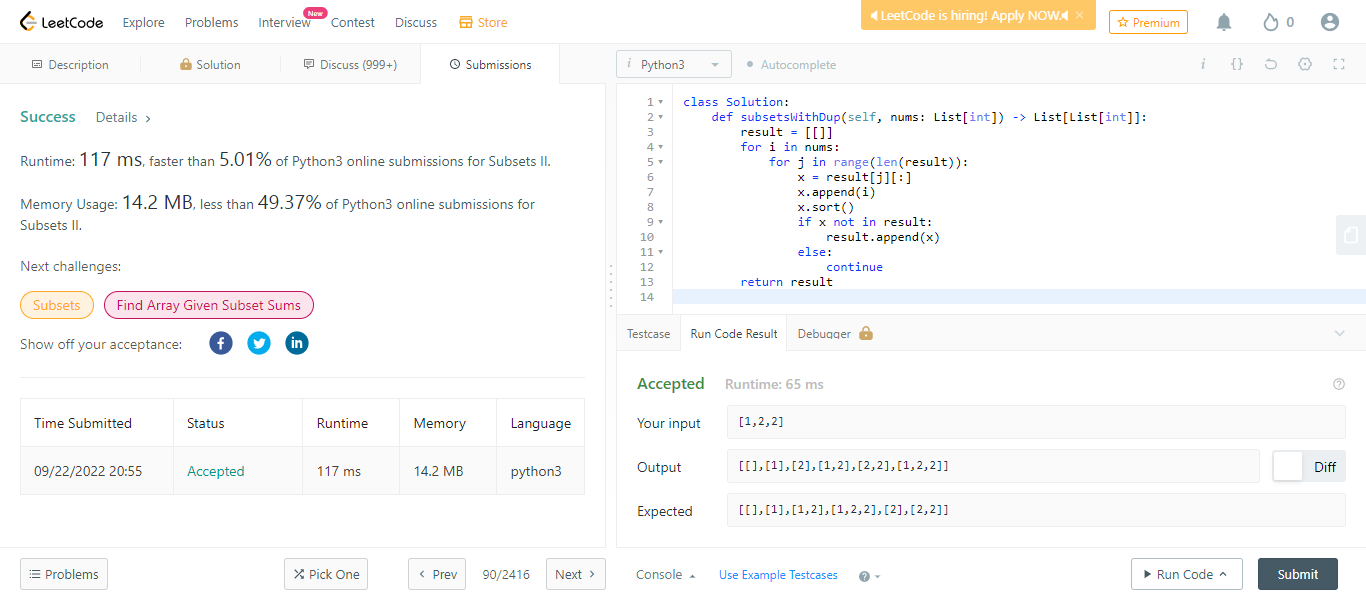 LeetCode Explore Problems Interview New Contest Discuss Store LeetCode is hiring! Apply NOW. × Premium 0
Description Solution Discuss (999+) Submissions
i Python3 Autocomplete i {}
Success Details >
Runtime: 117 ms, faster than 5.01% of Python3 online submissions for Subsets II.
Memory Usage: 14.2 MB, less than 49.37% of Python3 online submissions for
Subsets II.
Next challenges:
Subsets Find Array Given Subset Sums
Show off your acceptance: f in
Time Submitted Status Runtime Memory Language
09/22/2022 20:55 Accepted 117 ms 14.2 MB python3
1 class Solution:
2 def subsetsWithDup(self, nums: List[int]) -> List[List[int]]:
3 result = [[]]
4 for i in nums:
5 for j in range(len(result)):
6 x = result[j][:]
7 x.append(i)
8 x.sort()
9 if x not in result:
10 result.append(x)
11 else:
12 continue
13 return result
14
Testcase Run Code Result Debugger
Accepted Runtime: 65 ms ?
Your input [1,2,2]
Output [[],[1],[2],[1,2],[2,2],[1,2,2]] Diff
Expected [[],[1],[1,2],[1,2,2],[2],[2,2]]
Problems Pick One < Prev 90/2416 Next > Console Use Example Testcases ? Run Code Submit